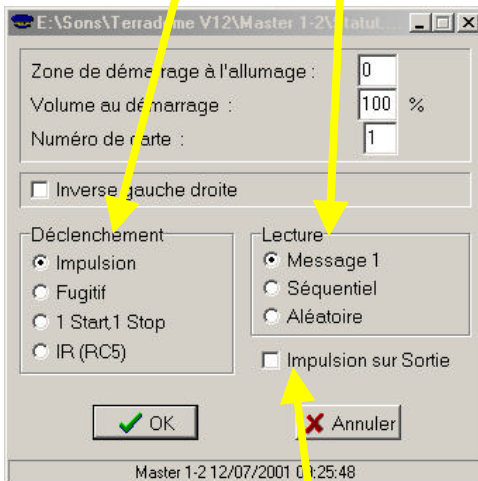 E:\Sons\Terradome V12\Master 1-2\Statut...
Zone de démarrage à l'allumage : 0
Volume au démarrage : 100 %
Numéro de carte : 1
Inverse gauche droite
Déclenchement
Impulsion
Fugitif
1 Start,1 Stop
IR (RC5)
Lecture
Message 1
Séquentiel
Aléatoire
Impulsion sur Sortie
OK
Annuler
Master 1-2 12/07/2001 09:25:48